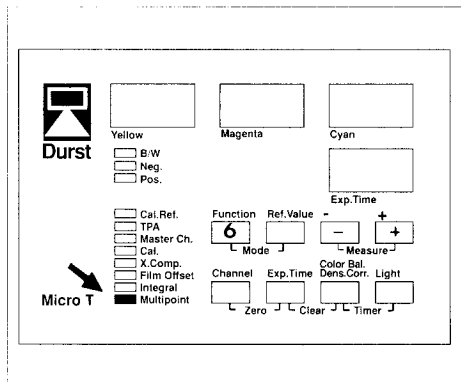 Yellow Magenta Cyan
Durst
B/W
Neg.
Pos.
Exp.Time
Cal.Ref.
TPA
Master Ch.
Cal.
X.Comp.
Film Offset
Integral
Multipoint
Micro T
Function Ref.Value - +
6 - +
Mode Measure
Channel Exp.Time Color Bal. Dens.Corr. Light
Zero Clear Timer